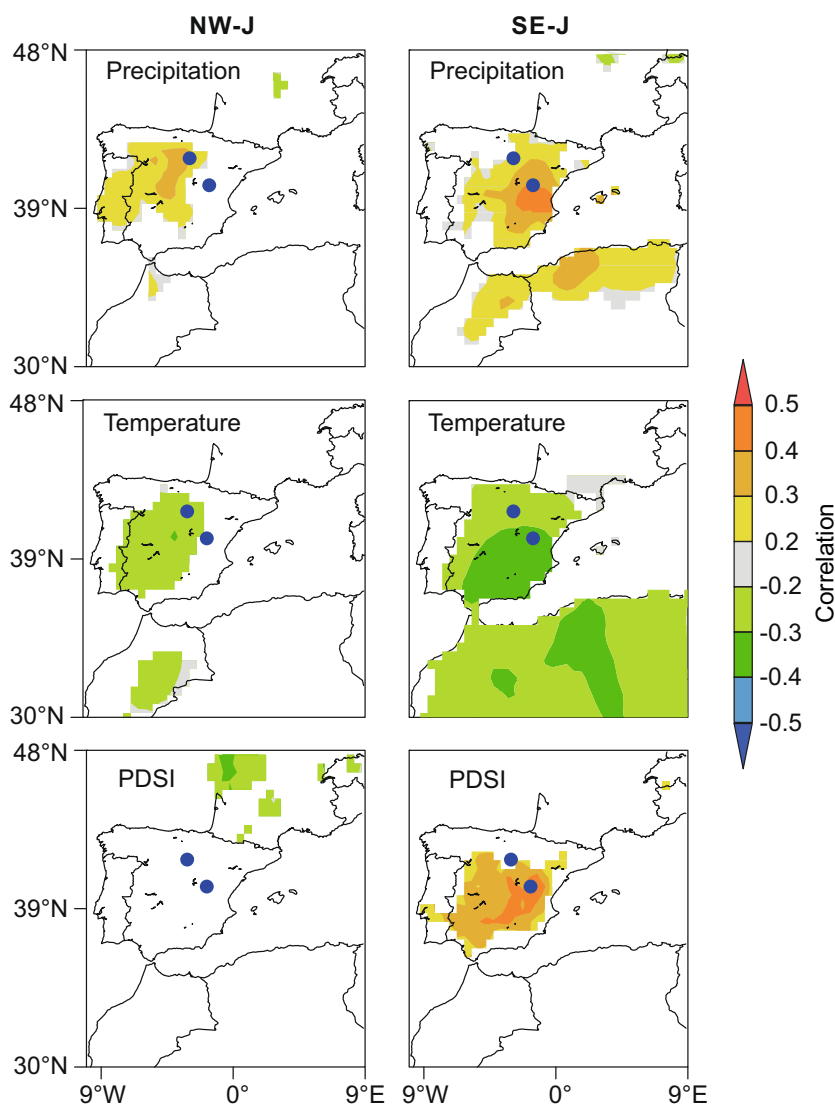 NW-J
SE-J
48°N
Precipitation
Precipitation
39°N
30°N
48°N
Temperature
Temperature
39°N
30°N
0.5
0.4
0.3
0.2
-0.2
-0.3
-0.4
-0.5
Correlation
48°N
PDSI
PDSI
39°N
30°N
9°W
0°
9°E
9°W
0°
9°E